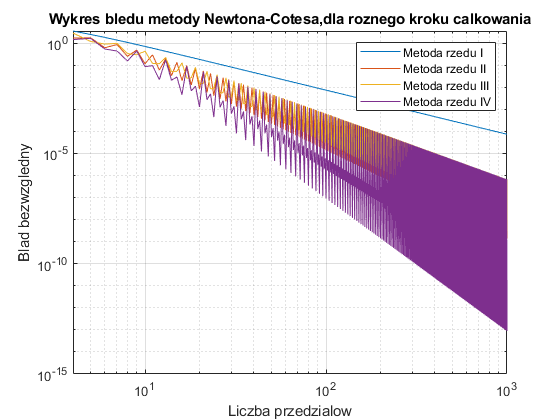 Wykres bledu metody Newtona-Cotesa,dla roznego kroku calkowania
10^0
10^-5
10^-10
10^-15
Blad bezwzgledny
Metoda rzedu I
Metoda rzedu II
Metoda rzedu III
Metoda rzedu IV
10^1
10^2
10^3
Liczba przedzialow